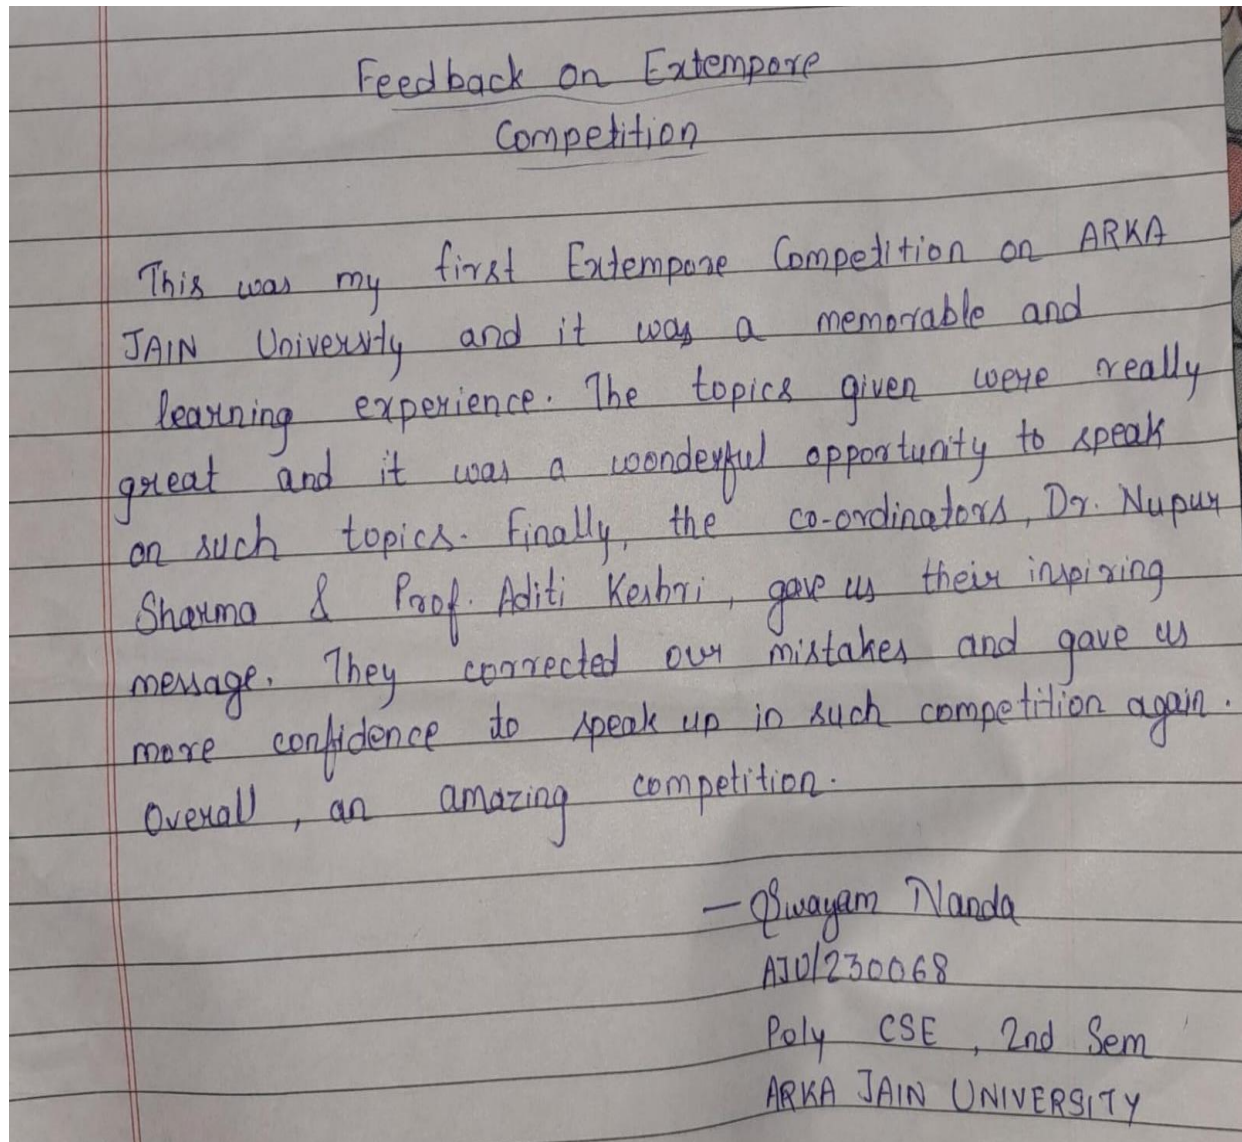 Feedback on Extempore
Competition
This was my first Extempore Competition on ARKA
JAIN University and it was a memorable and
learning experience. The topics given were really
great and it was a woonderful opportunity to speak
on such topics. Finally, the co-ordinators, Dr. Nupur
Sharma & Prof. Aditi Keshri, gave us their inspiring
message. They corrected our mistakes and gave us
more confidence to speak up in such competition again.
Overall, an amazing competition.
- Swayam Nanda
AJU/230068
Poly CSE, 2nd Sem
ARKA JAIN UNIVERSITY